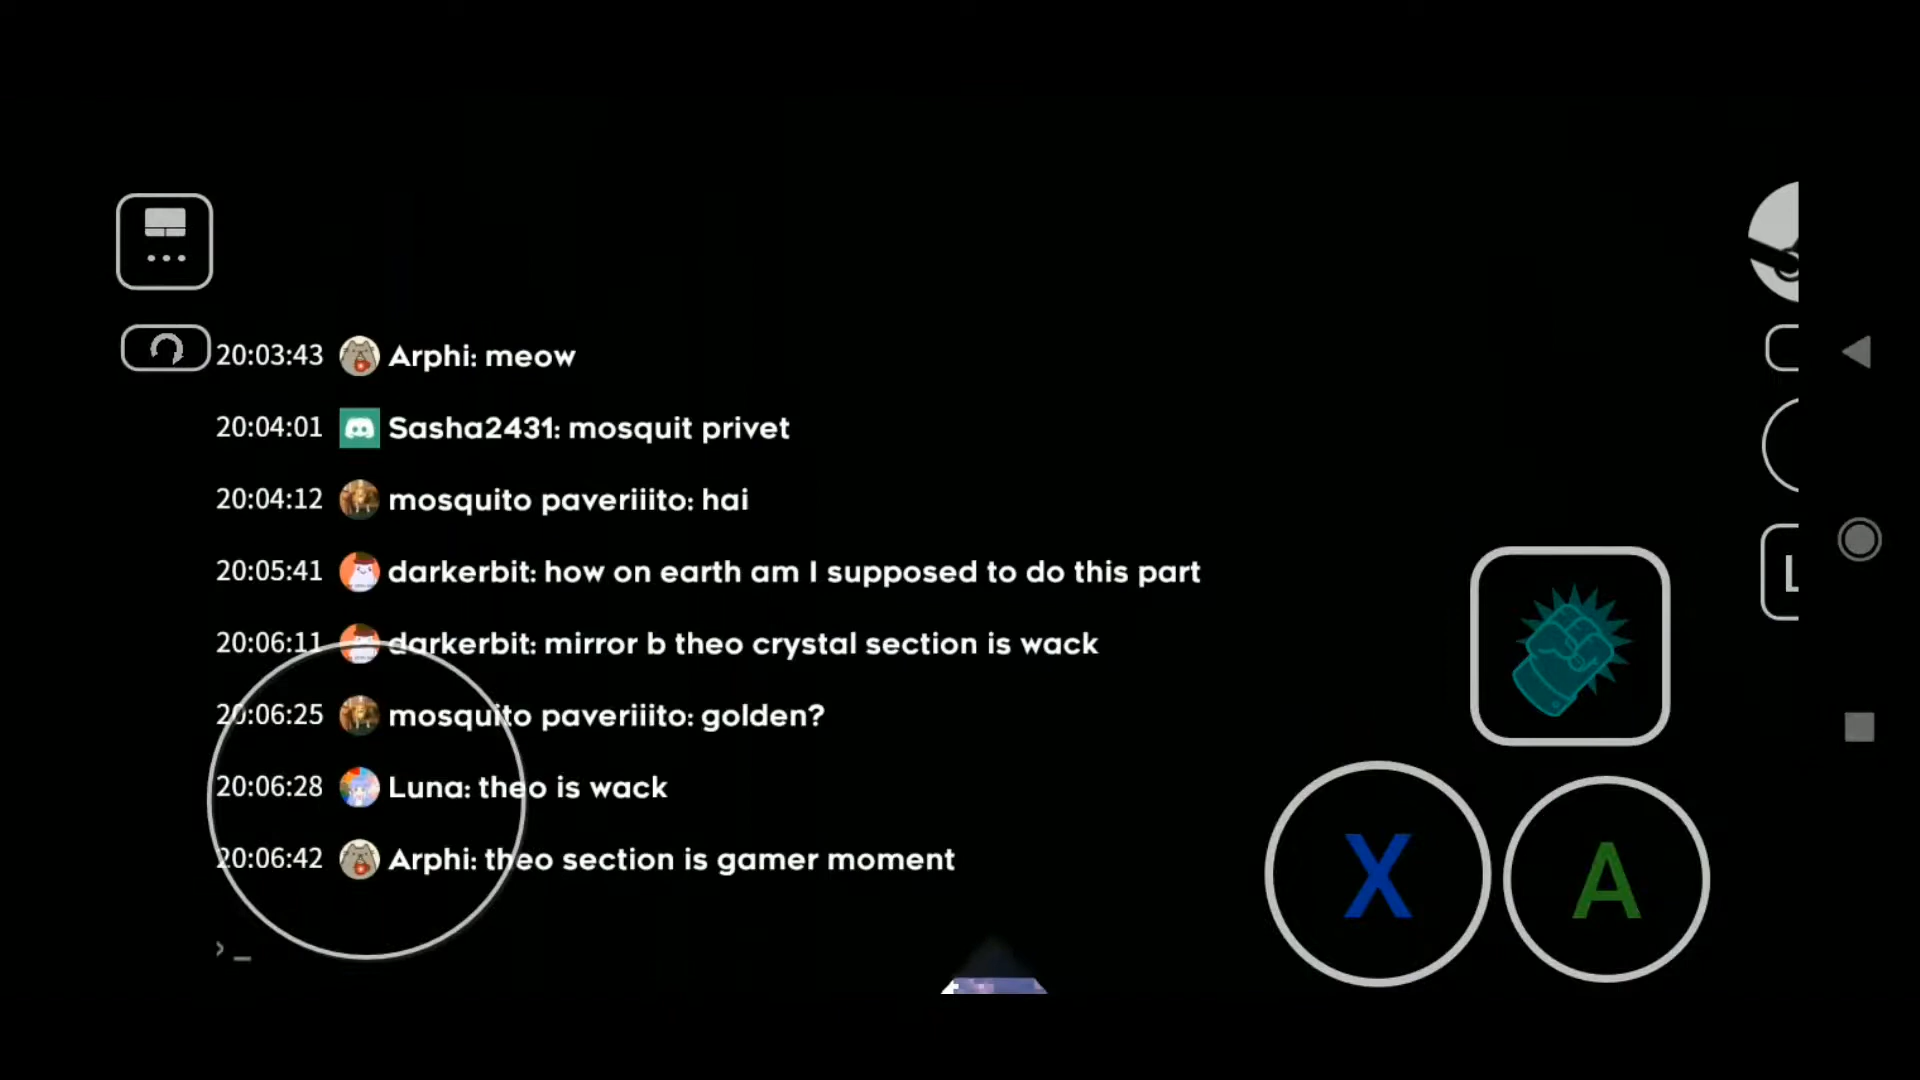 20:03:43 Arphi: meow
20:04:01 Sasha2431: mosquit privet
20:04:12 mosquito paveriiito: hai
20:05:41 darkerbit: how on earth am I supposed to do this part
20:06:11 darkerbit: mirror b theo crystal section is wack
20:06:25 mosquito paveriiito: golden?
20:06:28 Luna: theo is wack
20:06:42 Arphi: theo section is gamer moment
> _
L
X
A